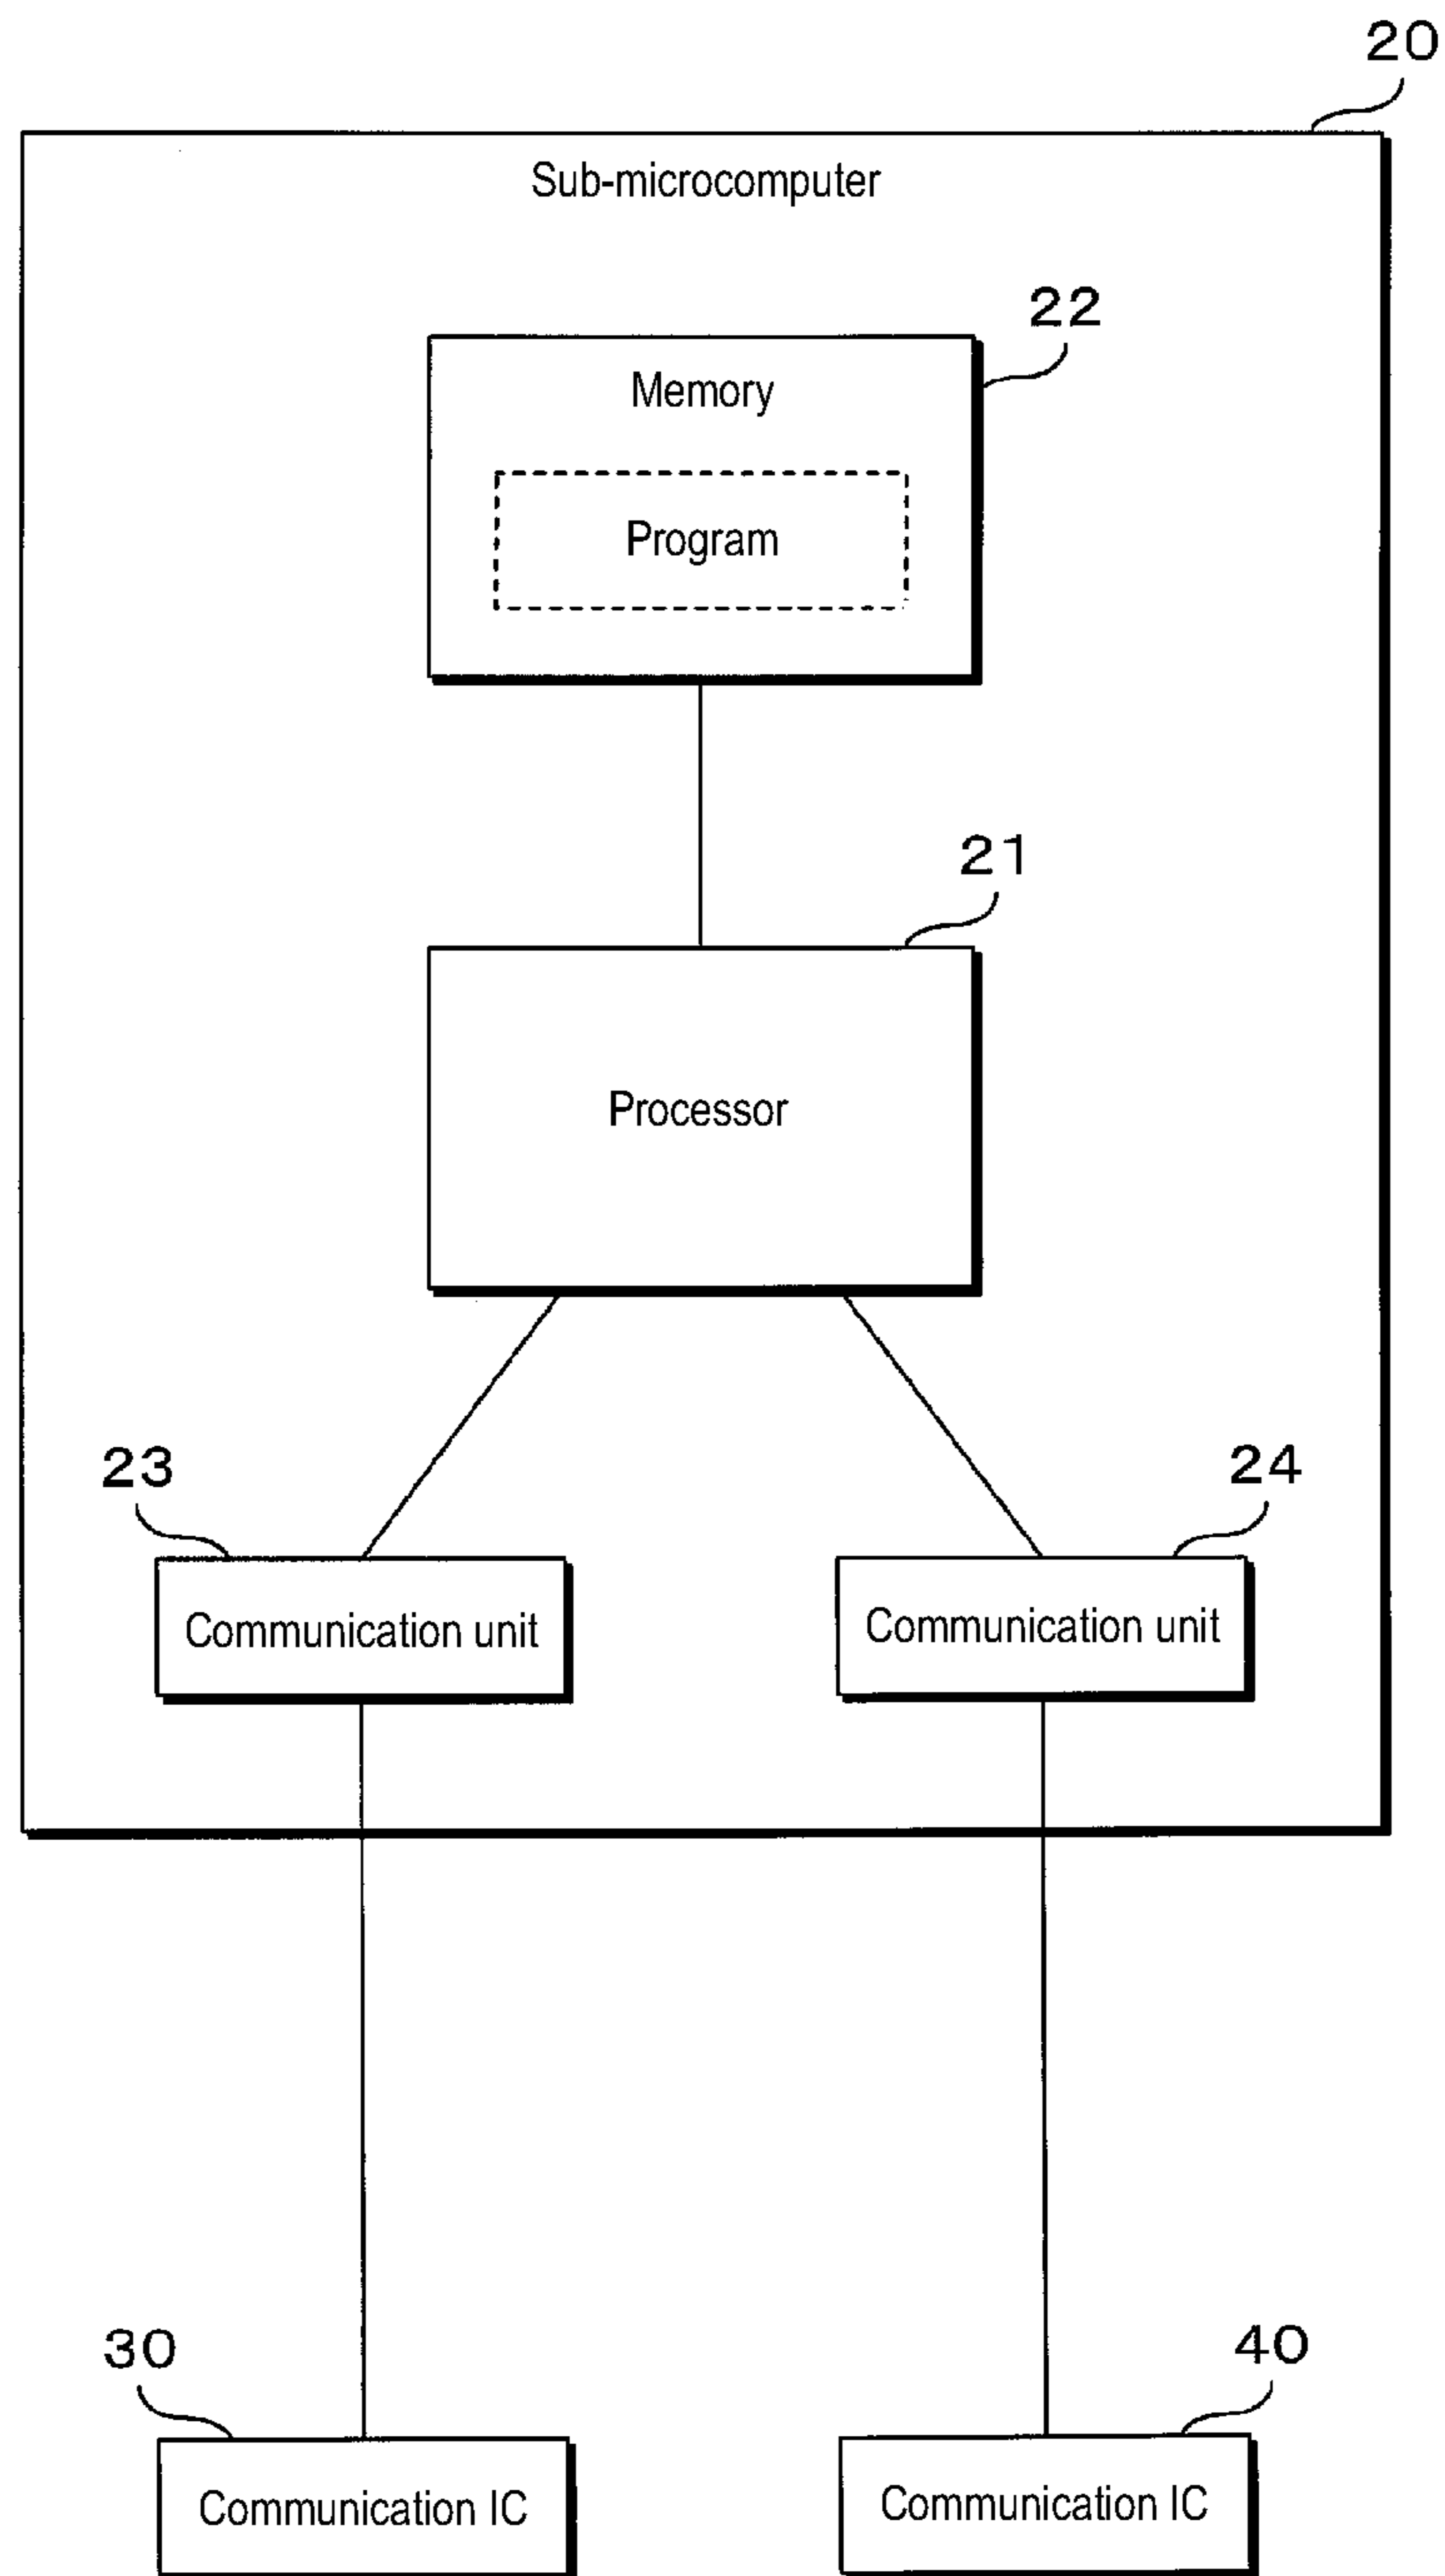 20
Sub-microcomputer
22
Memory
Program
21
Processor
23
24
Communication unit
Communication unit
30
40
Communication IC
Communication IC